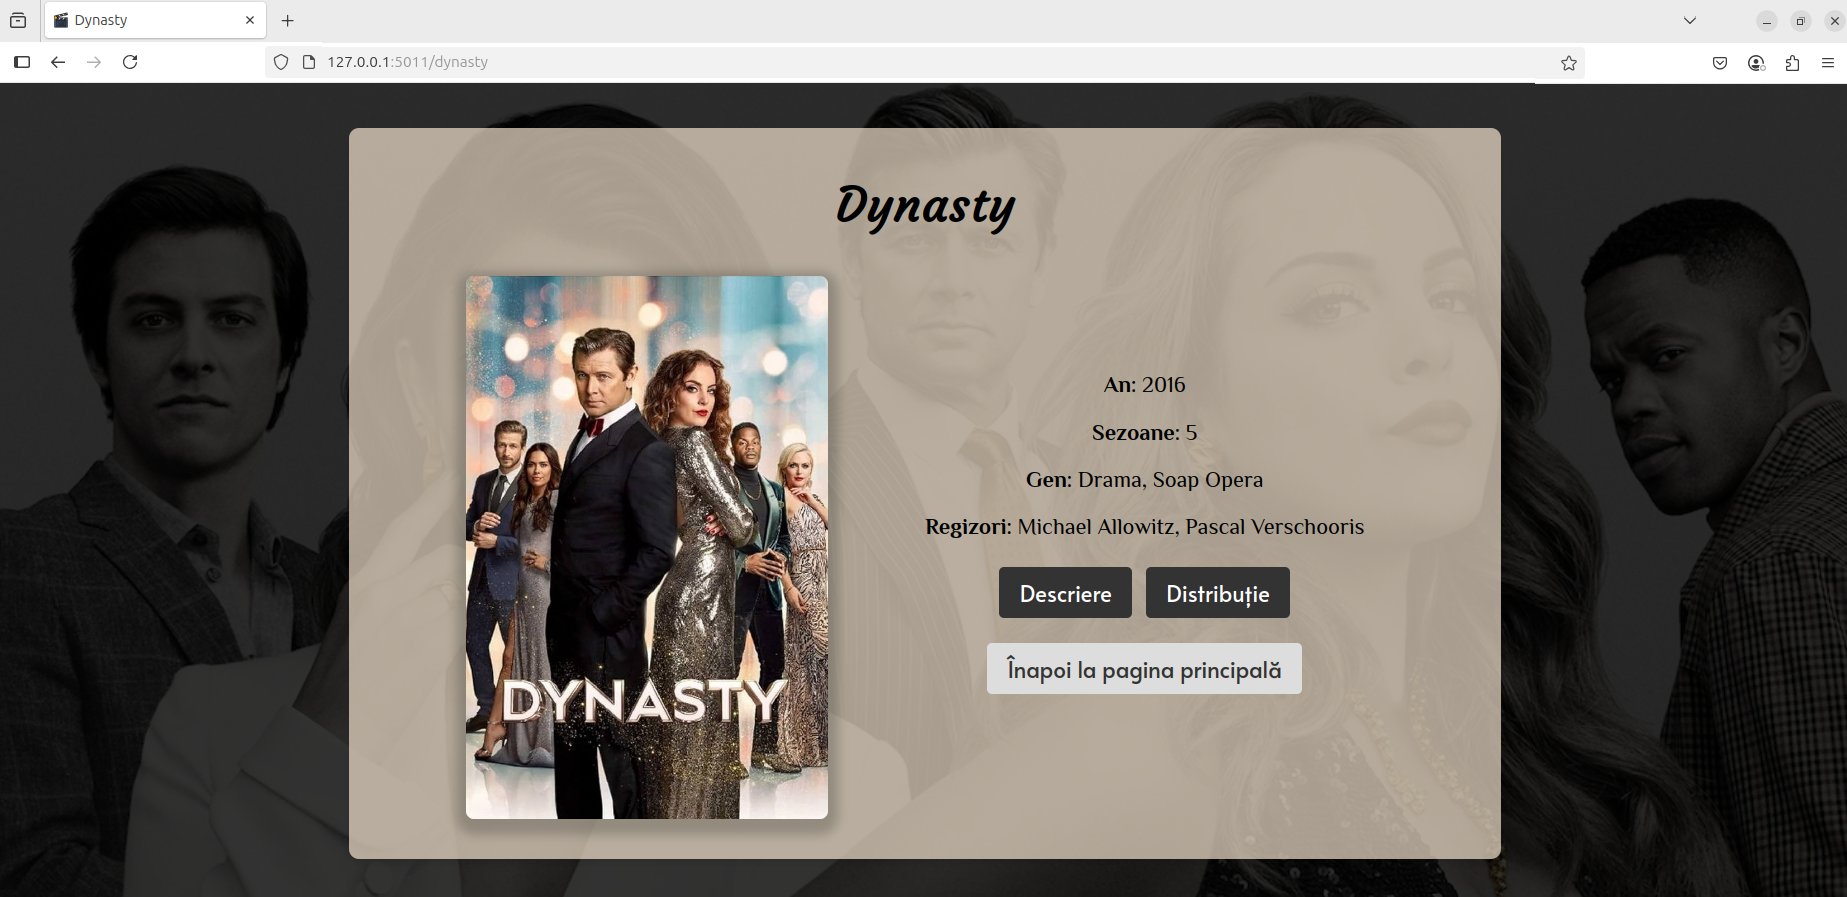 Dynasty
127.0.0.1:5011/dynasty
Dynasty
DYNASTY
An: 2016
Sezoane: 5
Gen: Drama, Soap Opera
Regizori: Michael Allowitz, Pascal Verschooris
Descriere Distribuție
Înapoi la pagina principală